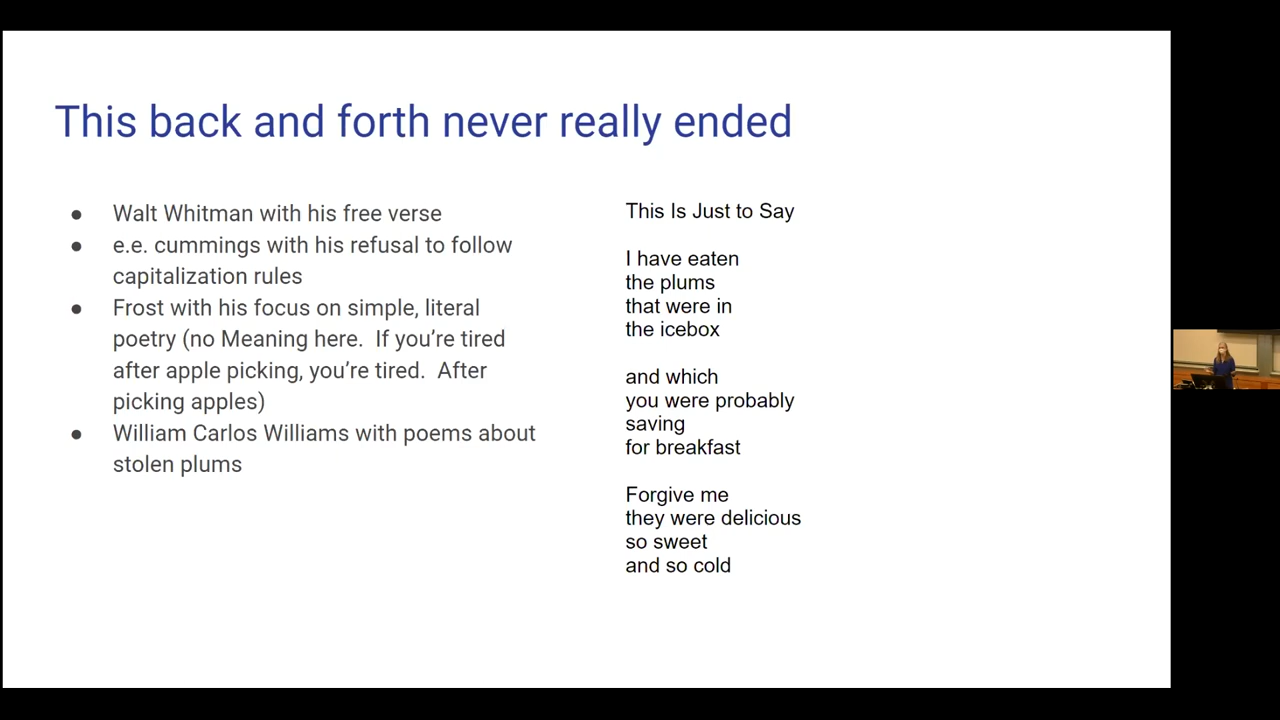 This back and forth never really ended
● Walt Whitman with his free verse
● e.e. cummings with his refusal to follow
capitalization rules
● Frost with his focus on simple, literal
poetry (no Meaning here.  If you’re tired
after apple picking, you’re tired.  After
picking apples)
● William Carlos Williams with poems about
stolen plums
This Is Just to Say
I have eaten
the plums
that were in
the icebox
and which
you were probably
saving
for breakfast
Forgive me
they were delicious
so sweet
and so cold